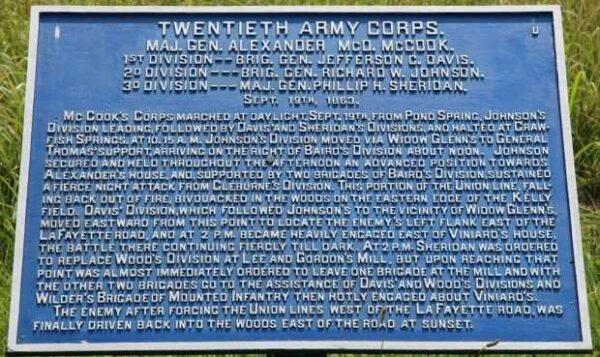 TWENTIETH ARMY CORPS.
MAJ. GEN. ALEXANDER McD. McCOOK.
1ST DIVISION---BRIG. GEN. JEFFERSON C. DAVIS.
2D DIVISION---BRIG. GEN. RICHARD W. JOHNSON.
3D DIVISION---MAJ. GEN. PHILLIP H. SHERIDAN.
SEPT. 19TH, 1863.
MCCOOK'S CORPS MARCHED AT DAYLIGHT, SEPT. 19TH, FROM POND SPRING, JOHNSON'S
DIVISION LEADING, FOLLOWED BY DAVIS' AND SHERIDAN'S DIVISIONS, AND HALTED AT CRAW-
FISH SPRINGS. AT 10.15 A.M. JOHNSON'S DIVISION MOVED VIA WIDOW GLENN'S TO GENERAL
THOMAS' SUPPORT, ARRIVING ON THE RIGHT OF BAIRD'S DIVISION ABOUT NOON. JOHNSON
SECURED AND HELD THROUGHOUT THE AFTERNOON AN ADVANCED POSITION TOWARDS
ALEXANDER'S HOUSE, AND, SUPPORTED BY TWO BRIGADES OF BAIRD'S DIVISION, SUSTAINED
A FIERCE NIGHT ATTACK FROM CLEBURNE'S DIVISION. THIS PORTION OF THE UNION LINE, FALL-
ING BACK OUT OF FIRE, BIVOUACKED IN THE WOODS ON THE EASTERN EDGE OF THE KELLY
FIELD. DAVIS' DIVISION, WHICH FOLLOWED JOHNSON'S TO THE VICINITY OF WIDOW GLENN'S,
MOVED EASTWARD FROM THIS POINT TO LOCATE THE ENEMY'S LEFT FLANK EAST OF THE
LAFAYETTE ROAD, AND AT 2 P.M. BECAME HEAVILY ENGAGED EAST OF VINIARD'S HOUSE,
THE BATTLE THERE CONTINUING FIERCLY TILL DARK. AT 2 P.M. SHERIDAN WAS ORDERED
TO REPLACE WOOD'S DIVISION AT LEE AND GORDON'S MILL, BUT UPON REACHING THAT
POINT WAS ALMOST IMMEDIATELY ORDERED TO LEAVE ONE BRIGADE AT THE MILL AND WITH
THE OTHER TWO BRIGADES GO TO THE ASSISTANCE OF DAVIS' AND WOOD'S DIVISIONS AND
WILDER'S BRIGADE OF MOUNTED INFANTRY THEN HOTLY ENGAGED ABOUT VINIARD'S.
THE ENEMY AFTER FORCING THE UNION LINES WEST OF THE LAFAYETTE ROAD, WAS
FINALLY DRIVEN BACK INTO THE WOODS EAST OF THE ROAD AT SUNSET.